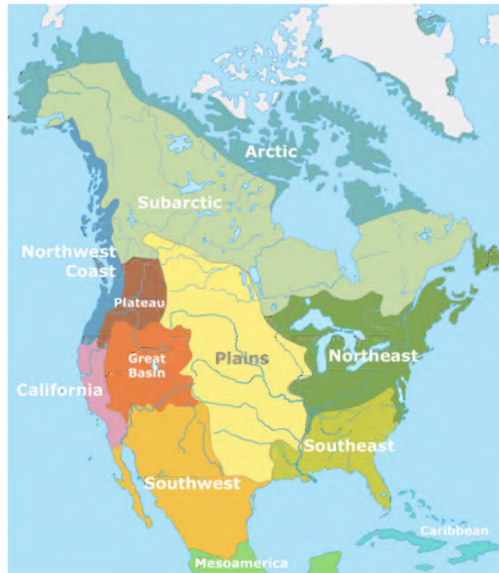 Arctic
Subarctic
Northwest
Coast
Plateau
Great
Basin
Plains
Northeast
California
Southeast
Southwest
Caribbean
Mesoamerica